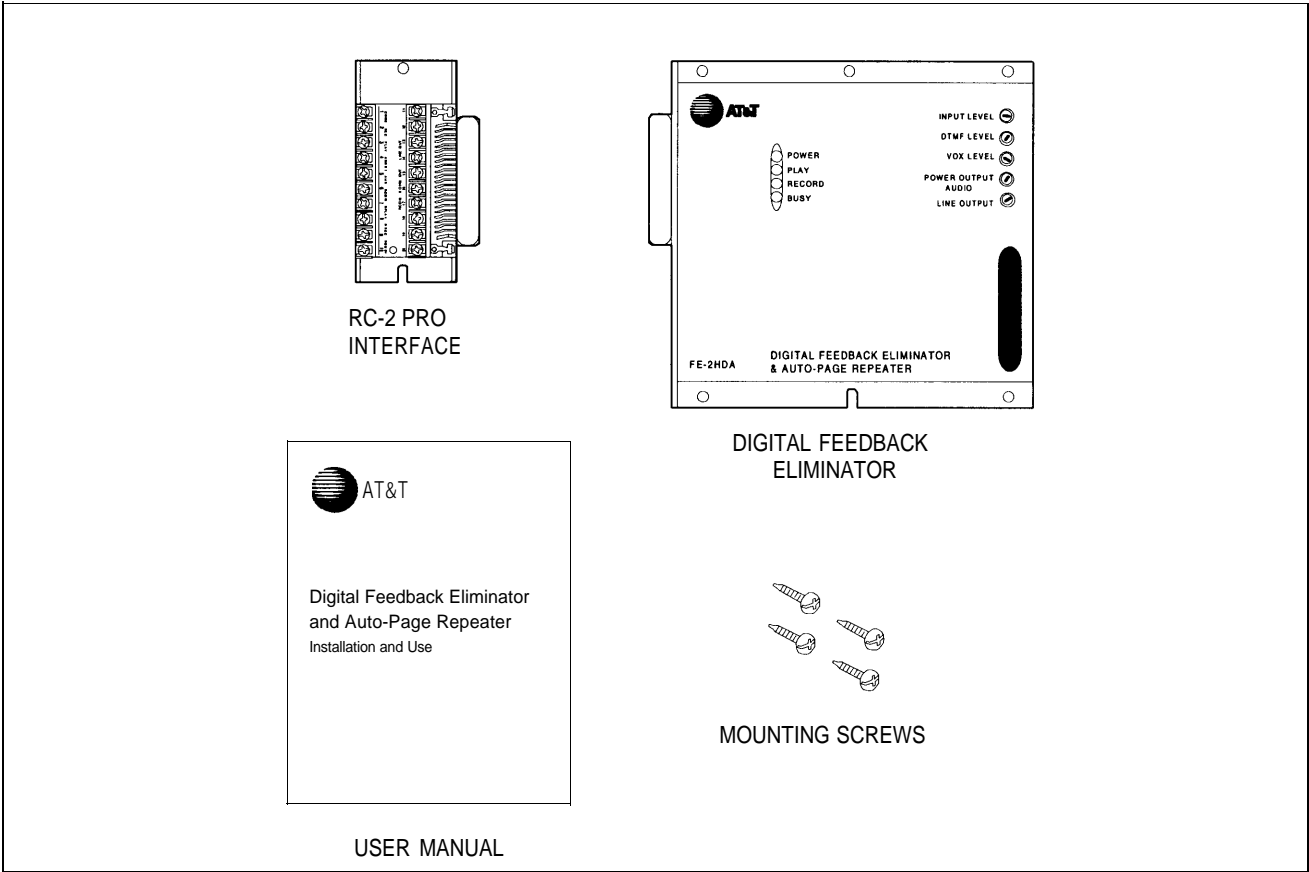 RC-2 PRO
INTERFACE
AT&T
POWER
PLAY
RECORD
BUSY
INPUT LEVEL
DTMF LEVEL
VOX LEVEL
POWER OUTPUT
AUDIO
LINE OUTPUT
FE-2HDA
DIGITAL FEEDBACK ELIMINATOR
& AUTO-PAGE REPEATER
DIGITAL FEEDBACK
ELIMINATOR
AT&T
Digital Feedback Eliminator
and Auto-Page Repeater
Installation and Use
USER MANUAL
MOUNTING SCREWS